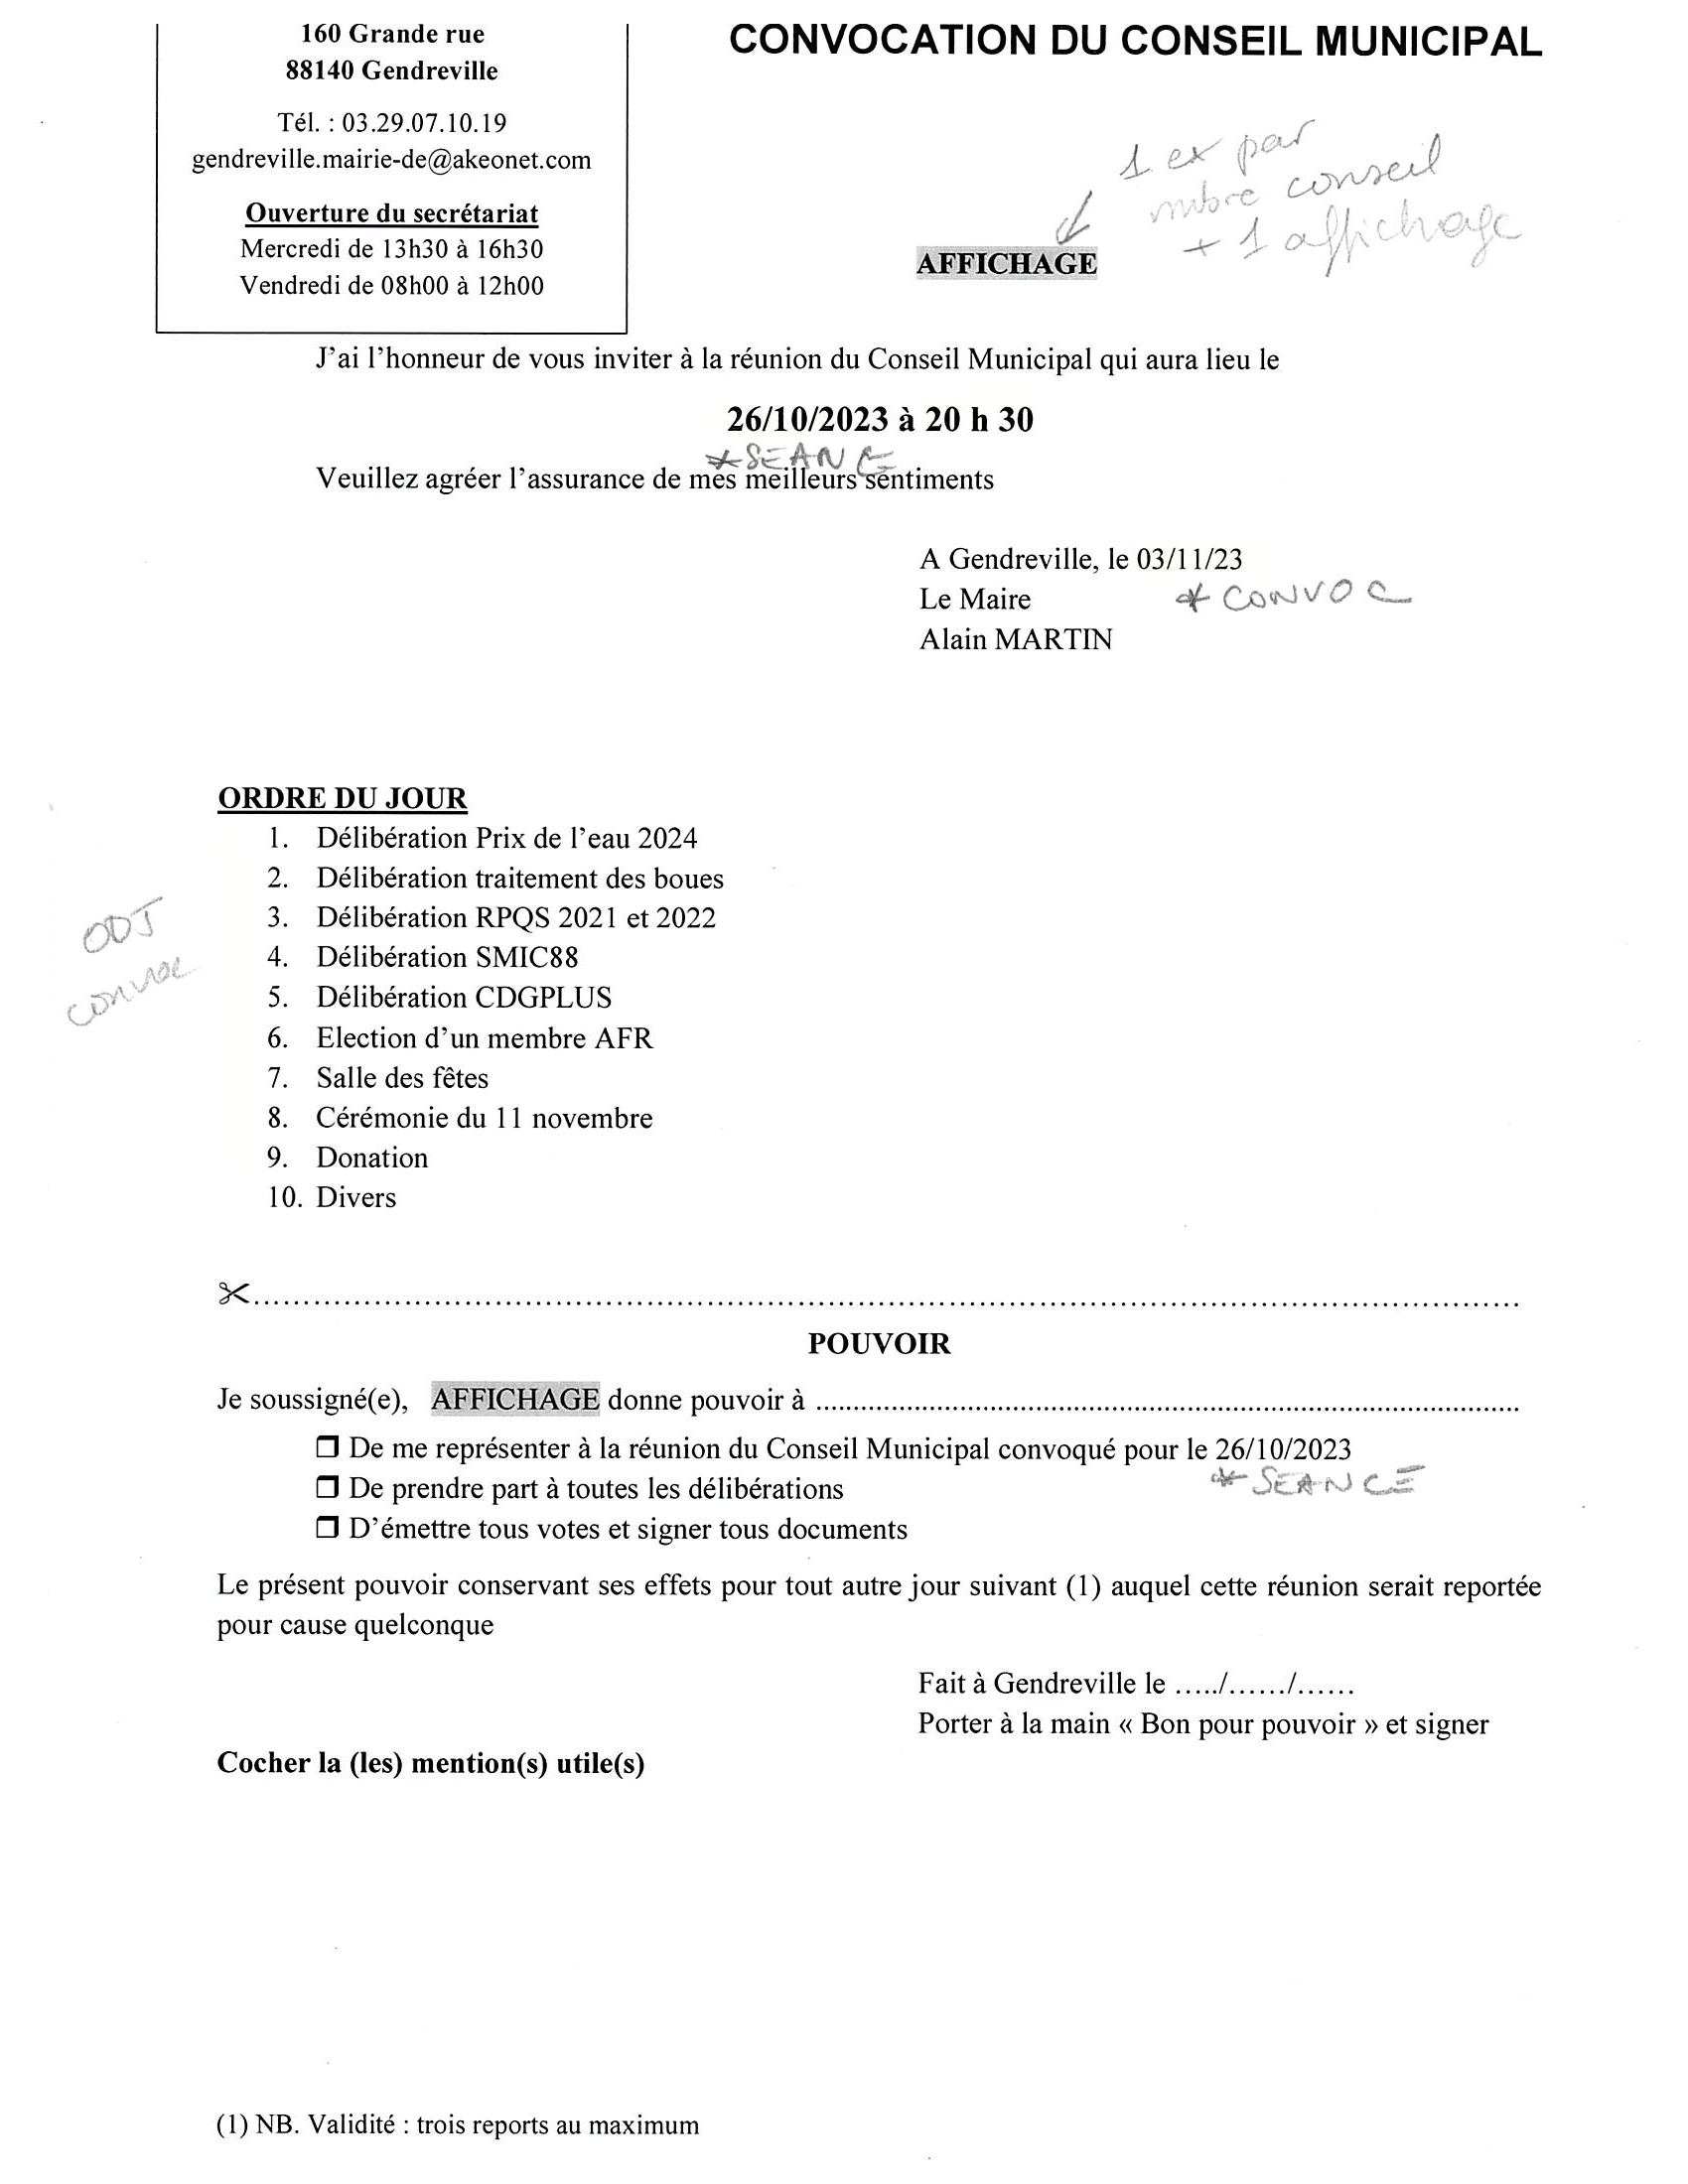 160 Grande rue
88140 Gendreville
Tél. : 03.29.07.10.19
gendreville.mairie-de@akeonet.com
Ouverture du secrétariat
Mercredi de 13h30 à 16h30
Vendredi de 08h00 à 12h00
CONVOCATION DU CONSEIL MUNICIPAL
1 ex par
mbre conseil
+ 1 affichage
AFFICHAGE
J’ai l’honneur de vous inviter à la réunion du Conseil Municipal qui aura lieu le
26/10/2023 à 20 h 30
*SEANCE
Veuillez agréer l’assurance de mes meilleurs sentiments
A Gendreville, le 03/11/23
Le Maire
* CONVOC
Alain MARTIN
ORDRE DU JOUR
1. Délibération Prix de l’eau 2024
2. Délibération traitement des boues
3. Délibération RPQS 2021 et 2022
4. Délibération SMIC88
5. Délibération CDGPLUS
6. Election d’un membre AFR
7. Salle des fêtes
8. Cérémonie du 11 novembre
9. Donation
10. Divers
ODJ
convoc
✂................................................................................
POUVOIR
Je soussigné(e), AFFICHAGE donne pouvoir à ................................................................................
❒ De me représenter à la réunion du Conseil Municipal convoqué pour le 26/10/2023
* SEANCE
❒ De prendre part à toutes les délibérations
❒ D’émettre tous votes et signer tous documents
Le présent pouvoir conservant ses effets pour tout autre jour suivant (1) auquel cette réunion serait reportée
pour cause quelconque
Fait à Gendreville le …../……/……
Porter à la main « Bon pour pouvoir » et signer
Cocher la (les) mention(s) utile(s)
(1) NB. Validité : trois reports au maximum